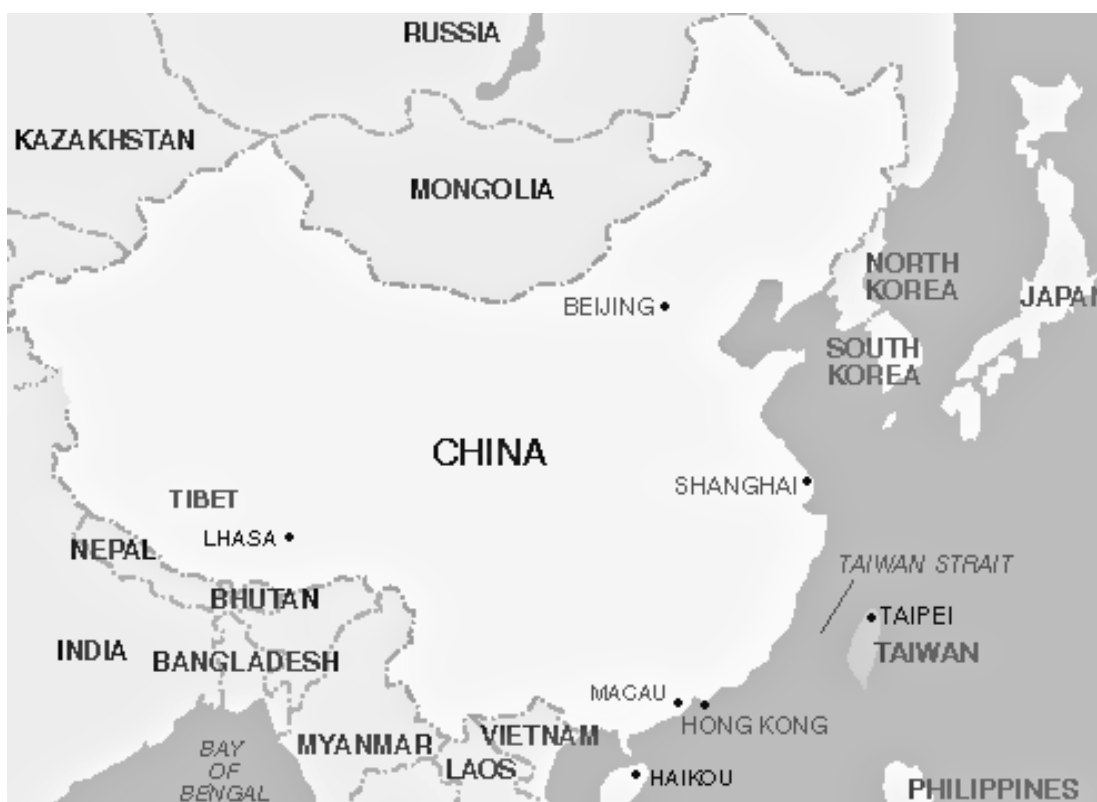 RUSSIA
KAZAKHSTAN
MONGOLIA
NORTH
KOREA
JAPAN
BEIJING
SOUTH
KOREA
CHINA
SHANGHAI
TIBET
LHASA
NEPAL
TAIWAN STRAIT
BHUTAN
TAIPEI
INDIA
BANGLADESH
TAIWAN
MACAU
HONG KONG
VIETNAM
MYANMAR
LAOS
HAIKOU
BAY
OF
BENGAL
PHILIPPINES